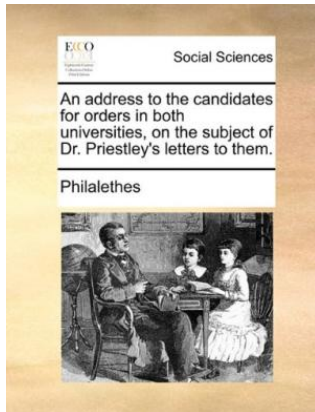 ECCO
Social Sciences
An address to the candidates
for orders in both
universities, on the subject of
Dr. Priestley's letters to them.
Philalethes